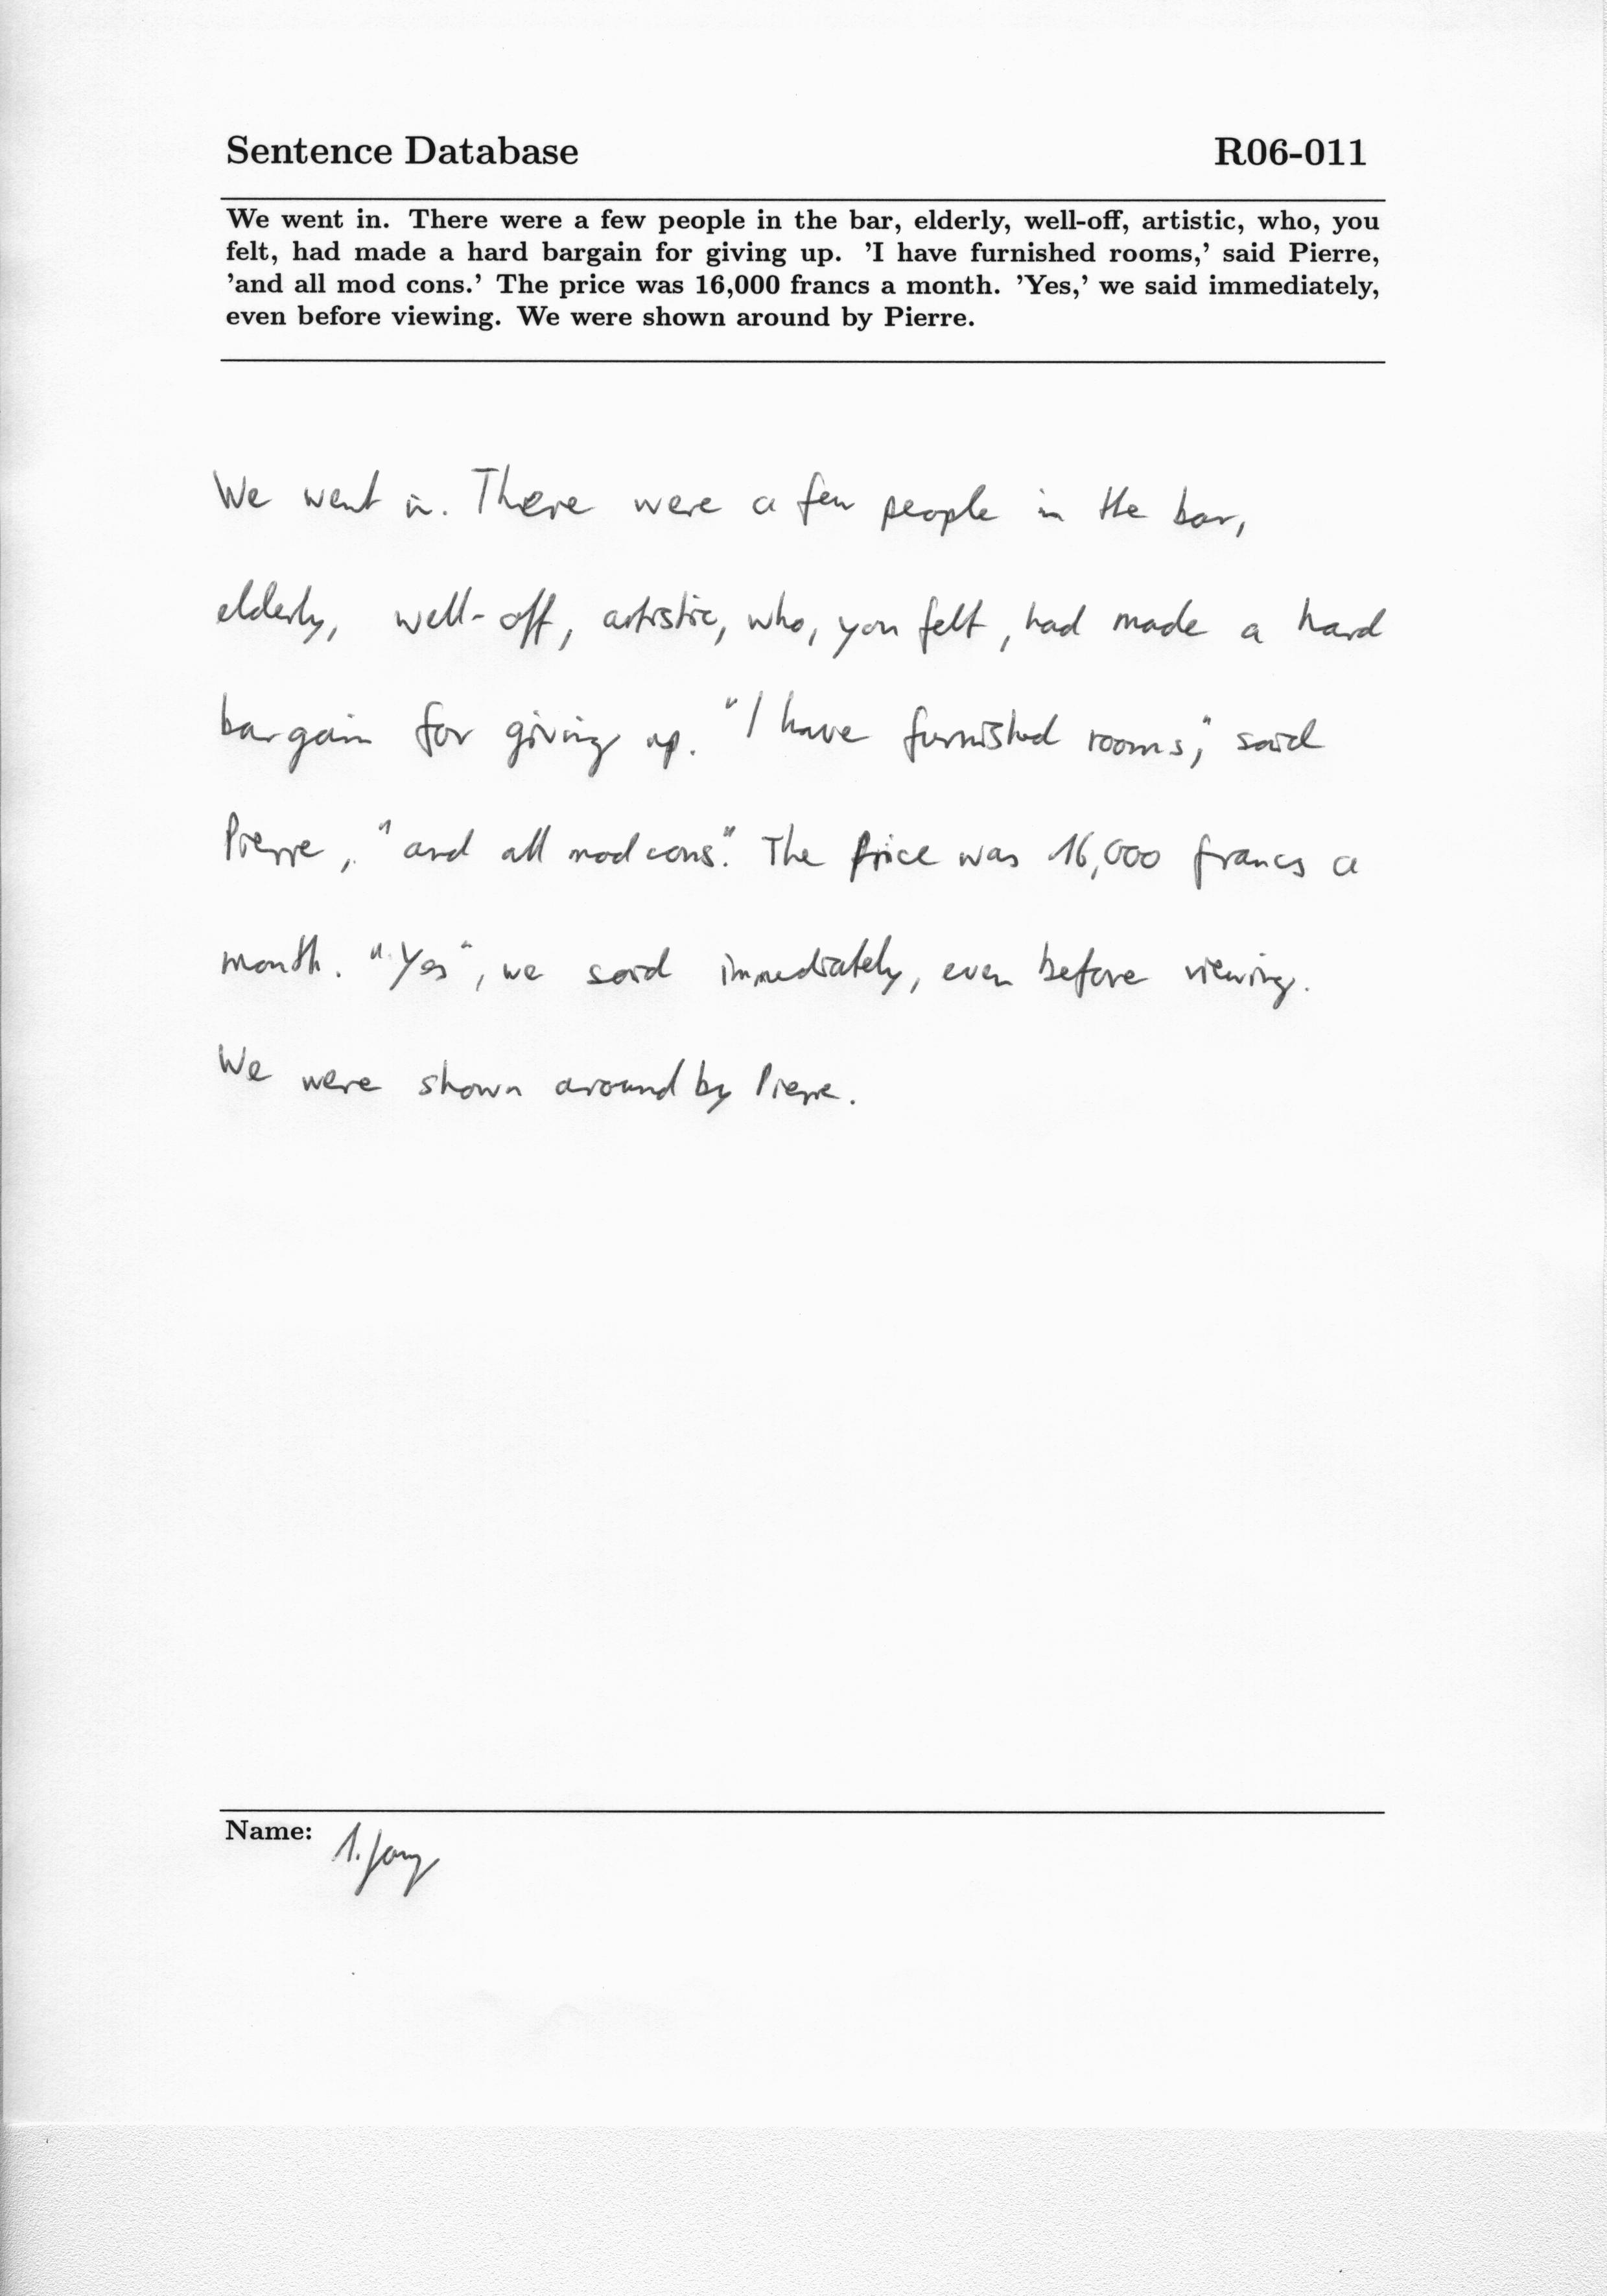 Sentence Database R06-011
We went in. There were a few people in the bar, elderly, well-off, artistic, who, you
felt, had made a hard bargain for giving up. 'I have furnished rooms,' said Pierre,
'and all mod cons.' The price was 16,000 francs a month. 'Yes,' we said immediately,
even before viewing. We were shown around by Pierre.
We went in. There were a few people in the bar,
elderly, well-off, artistic, who, you felt, had made a hard
bargain for giving up. "I have furnished rooms," said
Pierre, "and all mod cons." The price was 16,000 francs a
month. "Yes", we said immediately, even before viewing.
We were shown around by Pierre.
Name: